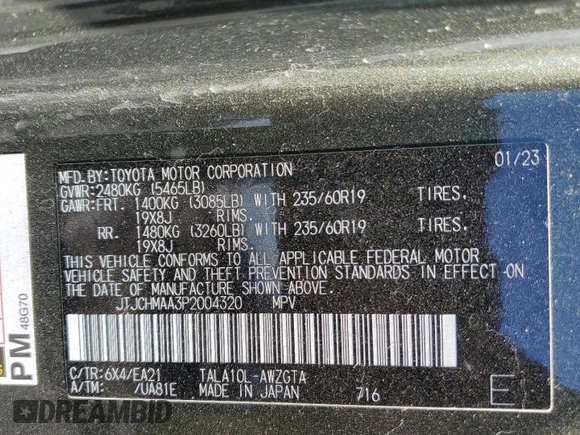 MFD.BY:TOYOTA MOTOR CORPORATION 01/23
GVWR:2480KG (5465LB)
GAWR:FRT. 1400KG (3085LB) WITH 235/60R19 TIRES.
19X8J RIMS.
RR. 1480KG (3260LB) WITH 235/60R19 TIRES.
19X8J RIMS.
THIS VEHICLE CONFORMS TO ALL APPLICABLE FEDERAL MOTOR
VEHICLE SAFETY AND THEFT PREVENTION STANDARDS IN EFFECT ON
THE DATE OF MANUFACTURE SHOWN ABOVE.
JTJCHMAA3P2004320 MPV
C/TR:6X4/EA21 TALA10L-AWZGTA
A/TM: /UA81E MADE IN JAPAN 716 E
PM 48G70
DREAMBID